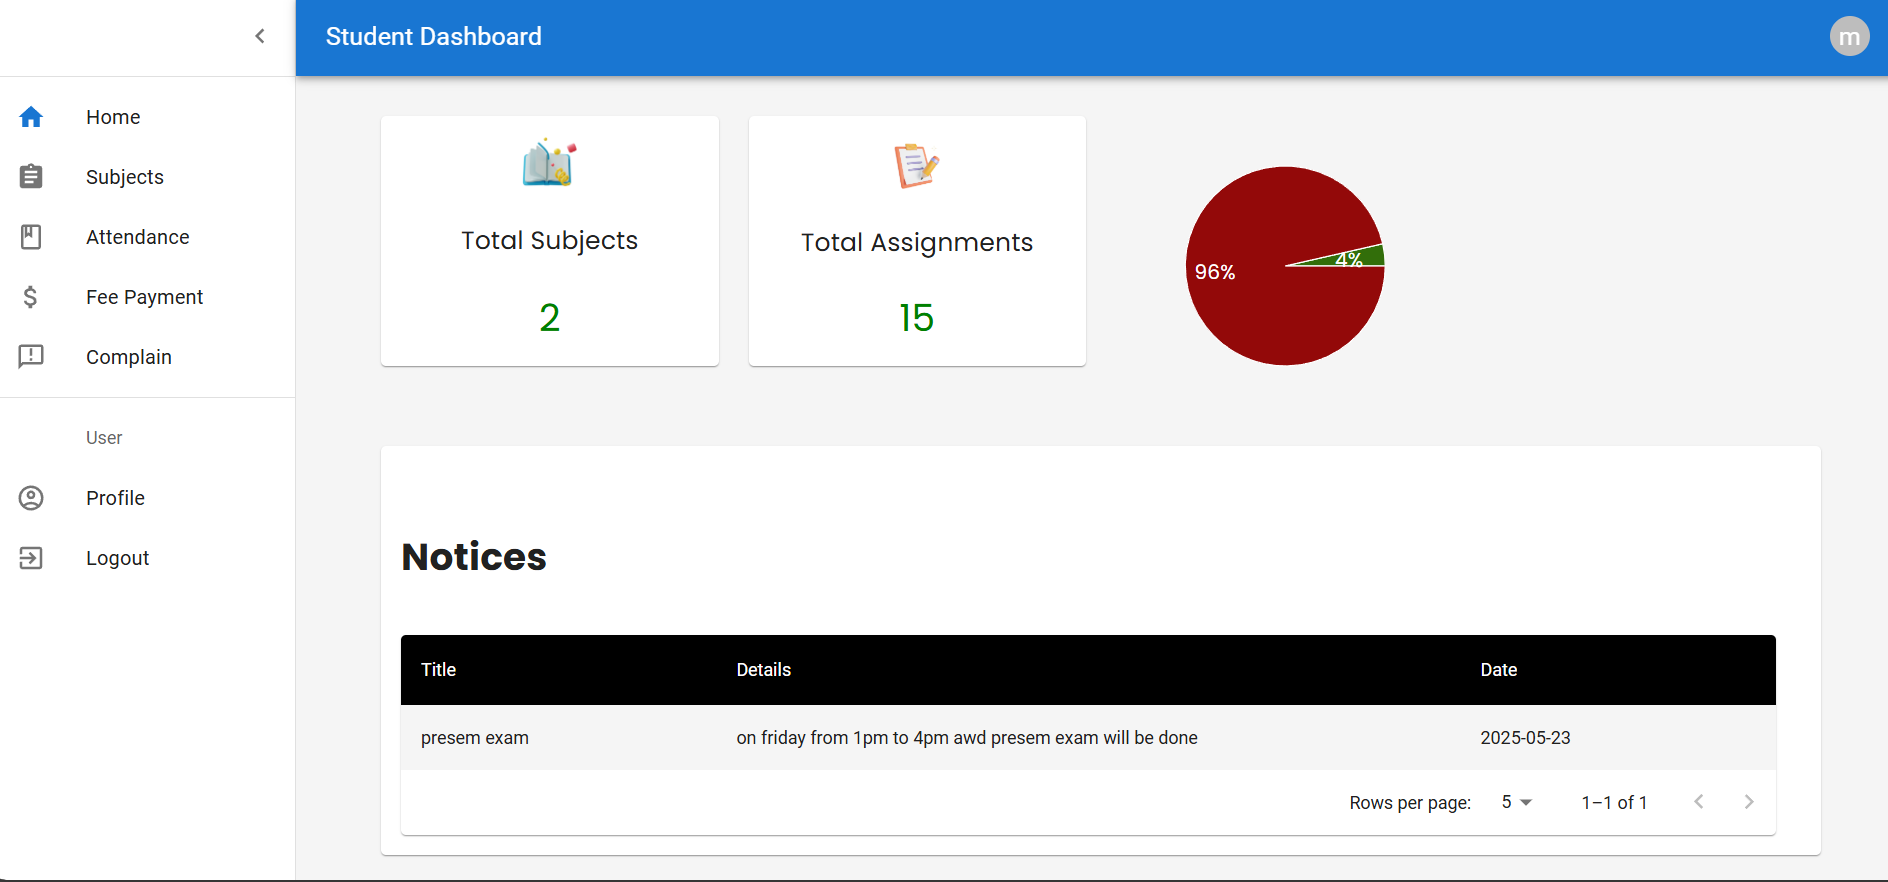 Student Dashboard
m
Home
Subjects
Attendance
Fee Payment
Complain
User
Profile
Logout
Total Subjects
2
Total Assignments
15
96%
4%
Notices
Title Details Date
presem exam on friday from 1pm to 4pm awd presem exam will be done 2025-05-23
Rows per page: 5 1–1 of 1